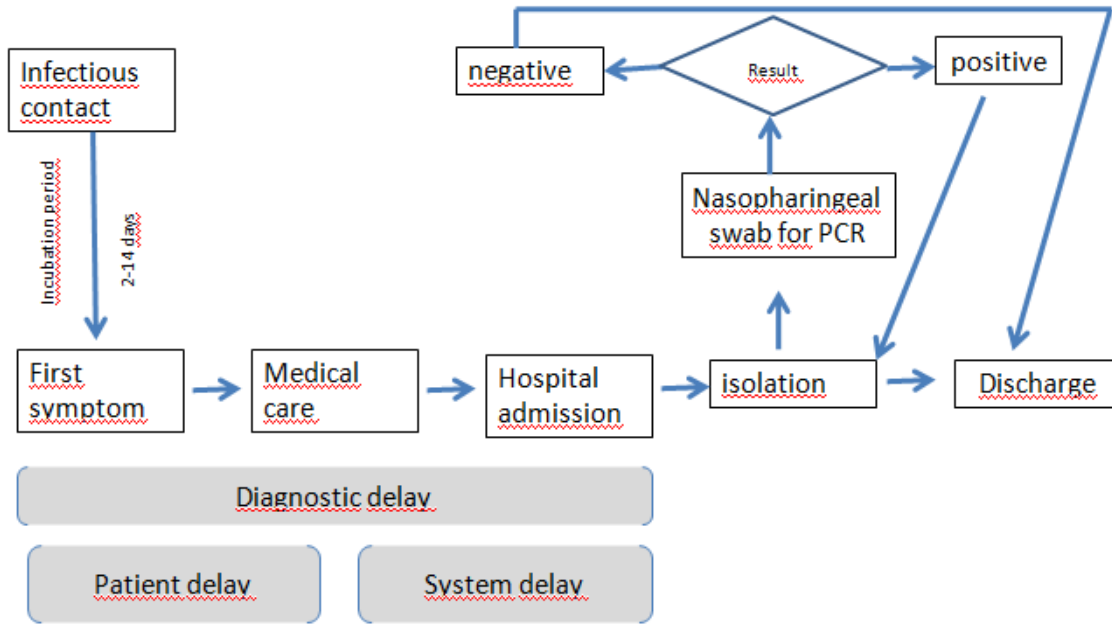 Infectious
contact
Incubation period
2-14 days
negative
Result
positive
Nasopharingeal
swab for PCR
First
symptom
Medical
care
Hospital
admission
isolation
Discharge
Diagnostic delay
Patient delay
System delay